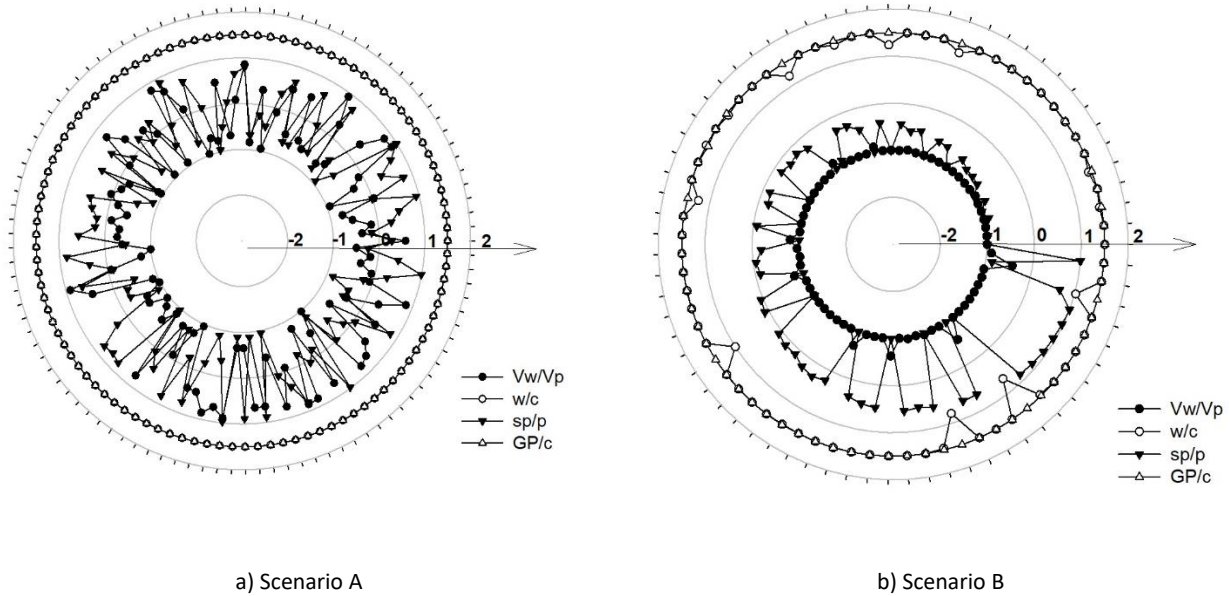 -2 -1 0 1 2
Vw/Vp
w/c
sp/p
GP/c
-2 -1 0 1 2
Vw/Vp
w/c
sp/p
GP/c
a) Scenario A
b) Scenario B